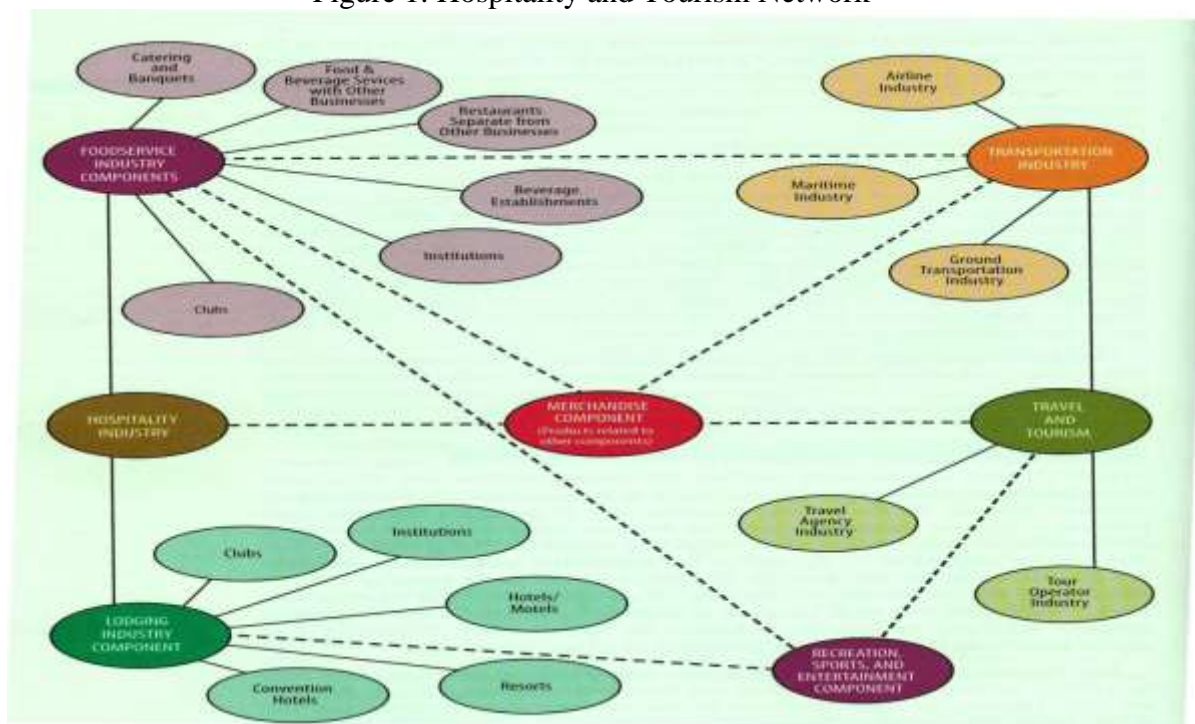 Figure 1. Hospitality and Tourism Network
Catering
and
Banquets
Food &
Beverage Sevices
with Other
Businesses
Restaurants
Separate from
Other Businesses
Airline
Industry
FOODSERVICE
INDUSTRY
COMPONENTS
TRANSPORTATION
INDUSTRY
Beverage
Establishments
Maritime
Industry
Institutions
Ground
Transportation
Industry
Clubs
HOSPITALITY
INDUSTRY
MERCHANDISE
COMPONENT
(Products related to
other components)
TRAVEL
AND
TOURISM
Clubs
Institutions
Travel
Agency
Industry
Hotels/
Motels
Tour
Operator
Industry
LODGING
INDUSTRY
COMPONENT
Convention
Hotels
Resorts
RECREATION,
SPORTS, AND
ENTERTAINMENT
COMPONENT